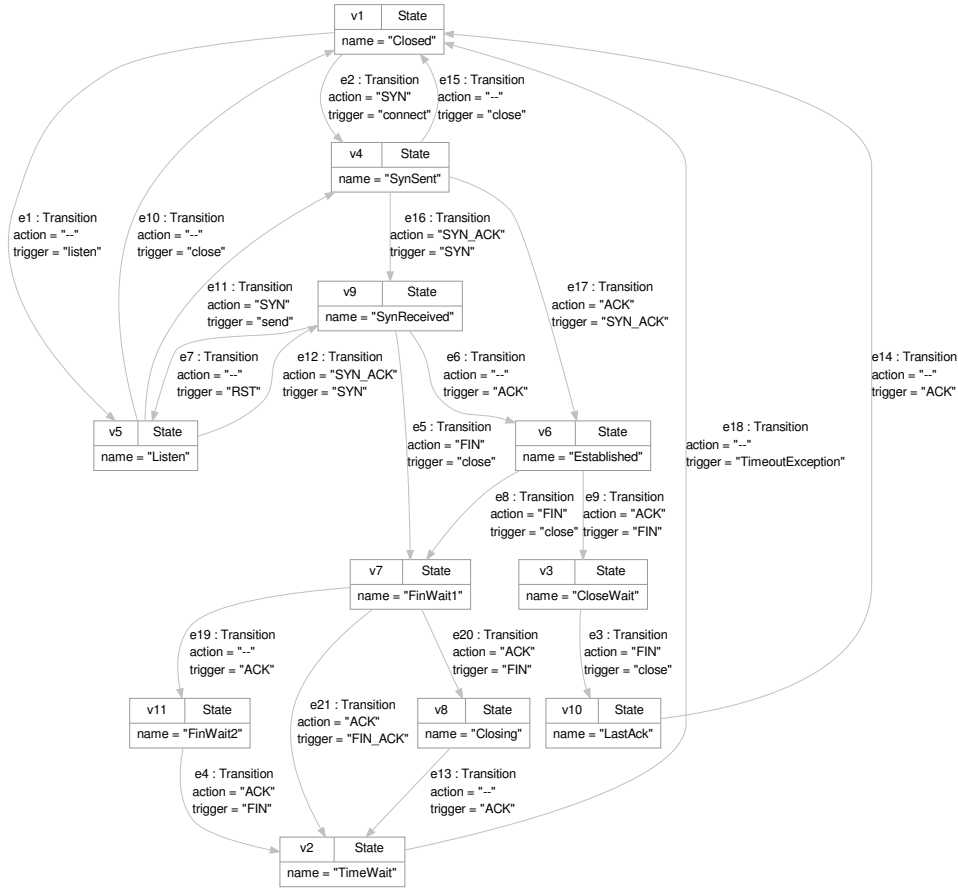 v1 State
name = "Closed"
e2 : Transition
action = "SYN"
trigger = "connect"
e15 : Transition
action = "--"
trigger = "close"
v4 State
name = "SynSent"
e1 : Transition
action = "--"
trigger = "listen"
e10 : Transition
action = "--"
trigger = "close"
e16 : Transition
action = "SYN_ACK"
trigger = "SYN"
e11 : Transition
action = "SYN"
trigger = "send"
v9 State
name = "SynReceived"
e17 : Transition
action = "ACK"
trigger = "SYN_ACK"
e7 : Transition
action = "--"
trigger = "RST"
e12 : Transition
action = "SYN_ACK"
trigger = "SYN"
e6 : Transition
action = "--"
trigger = "ACK"
e14 : Transition
action = "--"
trigger = "ACK"
v5 State
name = "Listen"
e5 : Transition
action = "FIN"
trigger = "close"
v6 State
name = "Established"
e18 : Transition
action = "--"
trigger = "TimeoutException"
e8 : Transition
action = "FIN"
trigger = "close"
e9 : Transition
action = "ACK"
trigger = "FIN"
v7 State
name = "FinWait1"
v3 State
name = "CloseWait"
e19 : Transition
action = "--"
trigger = "ACK"
e20 : Transition
action = "ACK"
trigger = "FIN"
e3 : Transition
action = "FIN"
trigger = "close"
v11 State
name = "FinWait2"
e21 : Transition
action = "ACK"
trigger = "FIN_ACK"
v8 State
name = "Closing"
v10 State
name = "LastAck"
e4 : Transition
action = "ACK"
trigger = "FIN"
e13 : Transition
action = "--"
trigger = "ACK"
v2 State
name = "TimeWait"